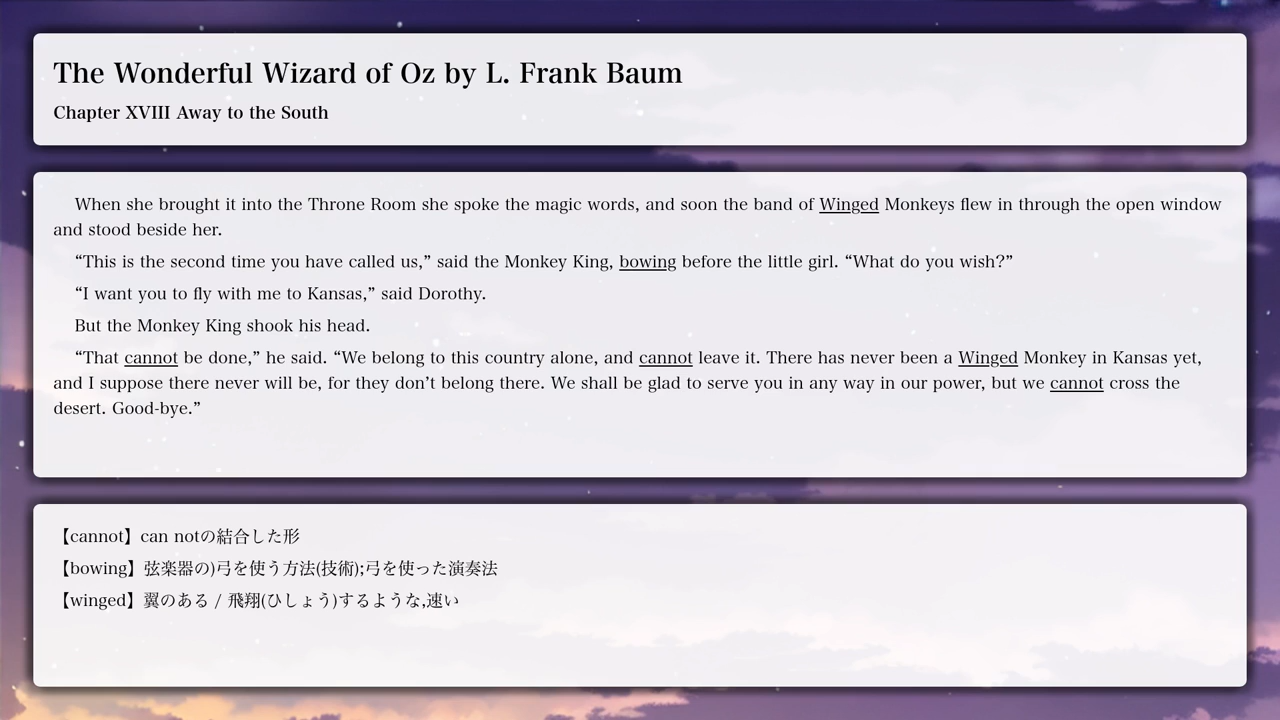 The Wonderful Wizard of Oz by L. Frank Baum
Chapter XVIII Away to the South
When she brought it into the Throne Room she spoke the magic words, and soon the band of Winged Monkeys flew in through the open window
and stood beside her.
“This is the second time you have called us,” said the Monkey King, bowing before the little girl. “What do you wish?”
“I want you to fly with me to Kansas,” said Dorothy.
But the Monkey King shook his head.
“That cannot be done,” he said. “We belong to this country alone, and cannot leave it. There has never been a Winged Monkey in Kansas yet,
and I suppose there never will be, for they don’t belong there. We shall be glad to serve you in any way in our power, but we cannot cross the
desert. Good-bye.”
【cannot】can notの結合した形
【bowing】弦楽器の)弓を使う方法(技術);弓を使った演奏法
【winged】翼のある / 飛翔(ひしょう)するような,速い